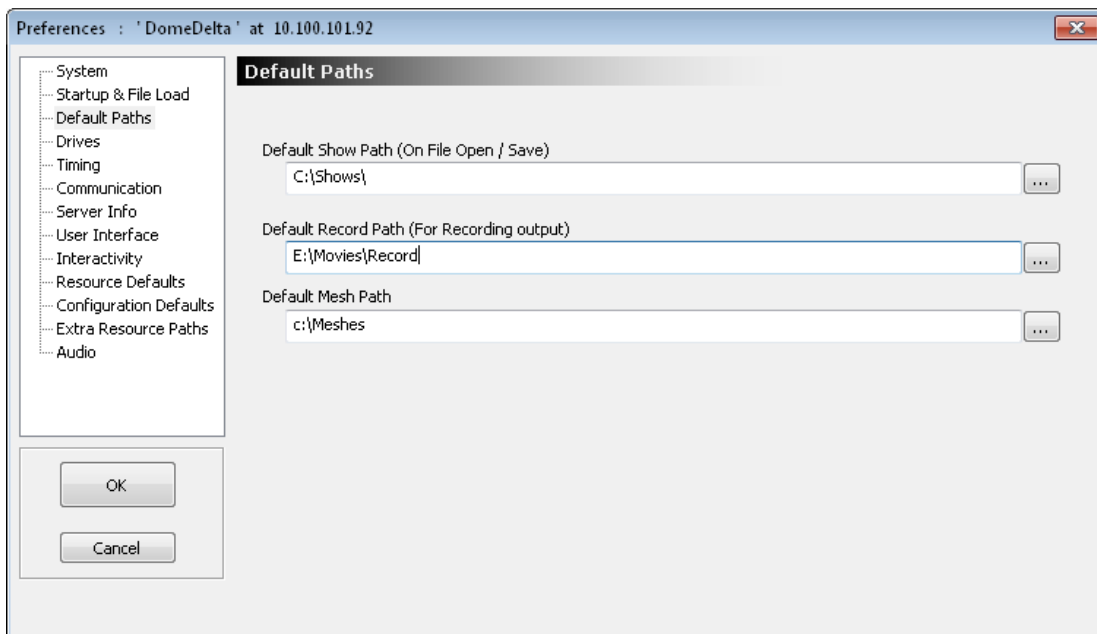 Preferences : 'DomeDelta' at 10.100.101.92
System
Startup & File Load
Default Paths
Drives
Timing
Communication
Server Info
User Interface
Interactivity
Resource Defaults
Configuration Defaults
Extra Resource Paths
Audio
OK
Cancel
Default Paths
Default Show Path (On File Open / Save)
C:\Shows\
...
Default Record Path (For Recording output)
E:\Movies\Record
...
Default Mesh Path
c:\Meshes
...